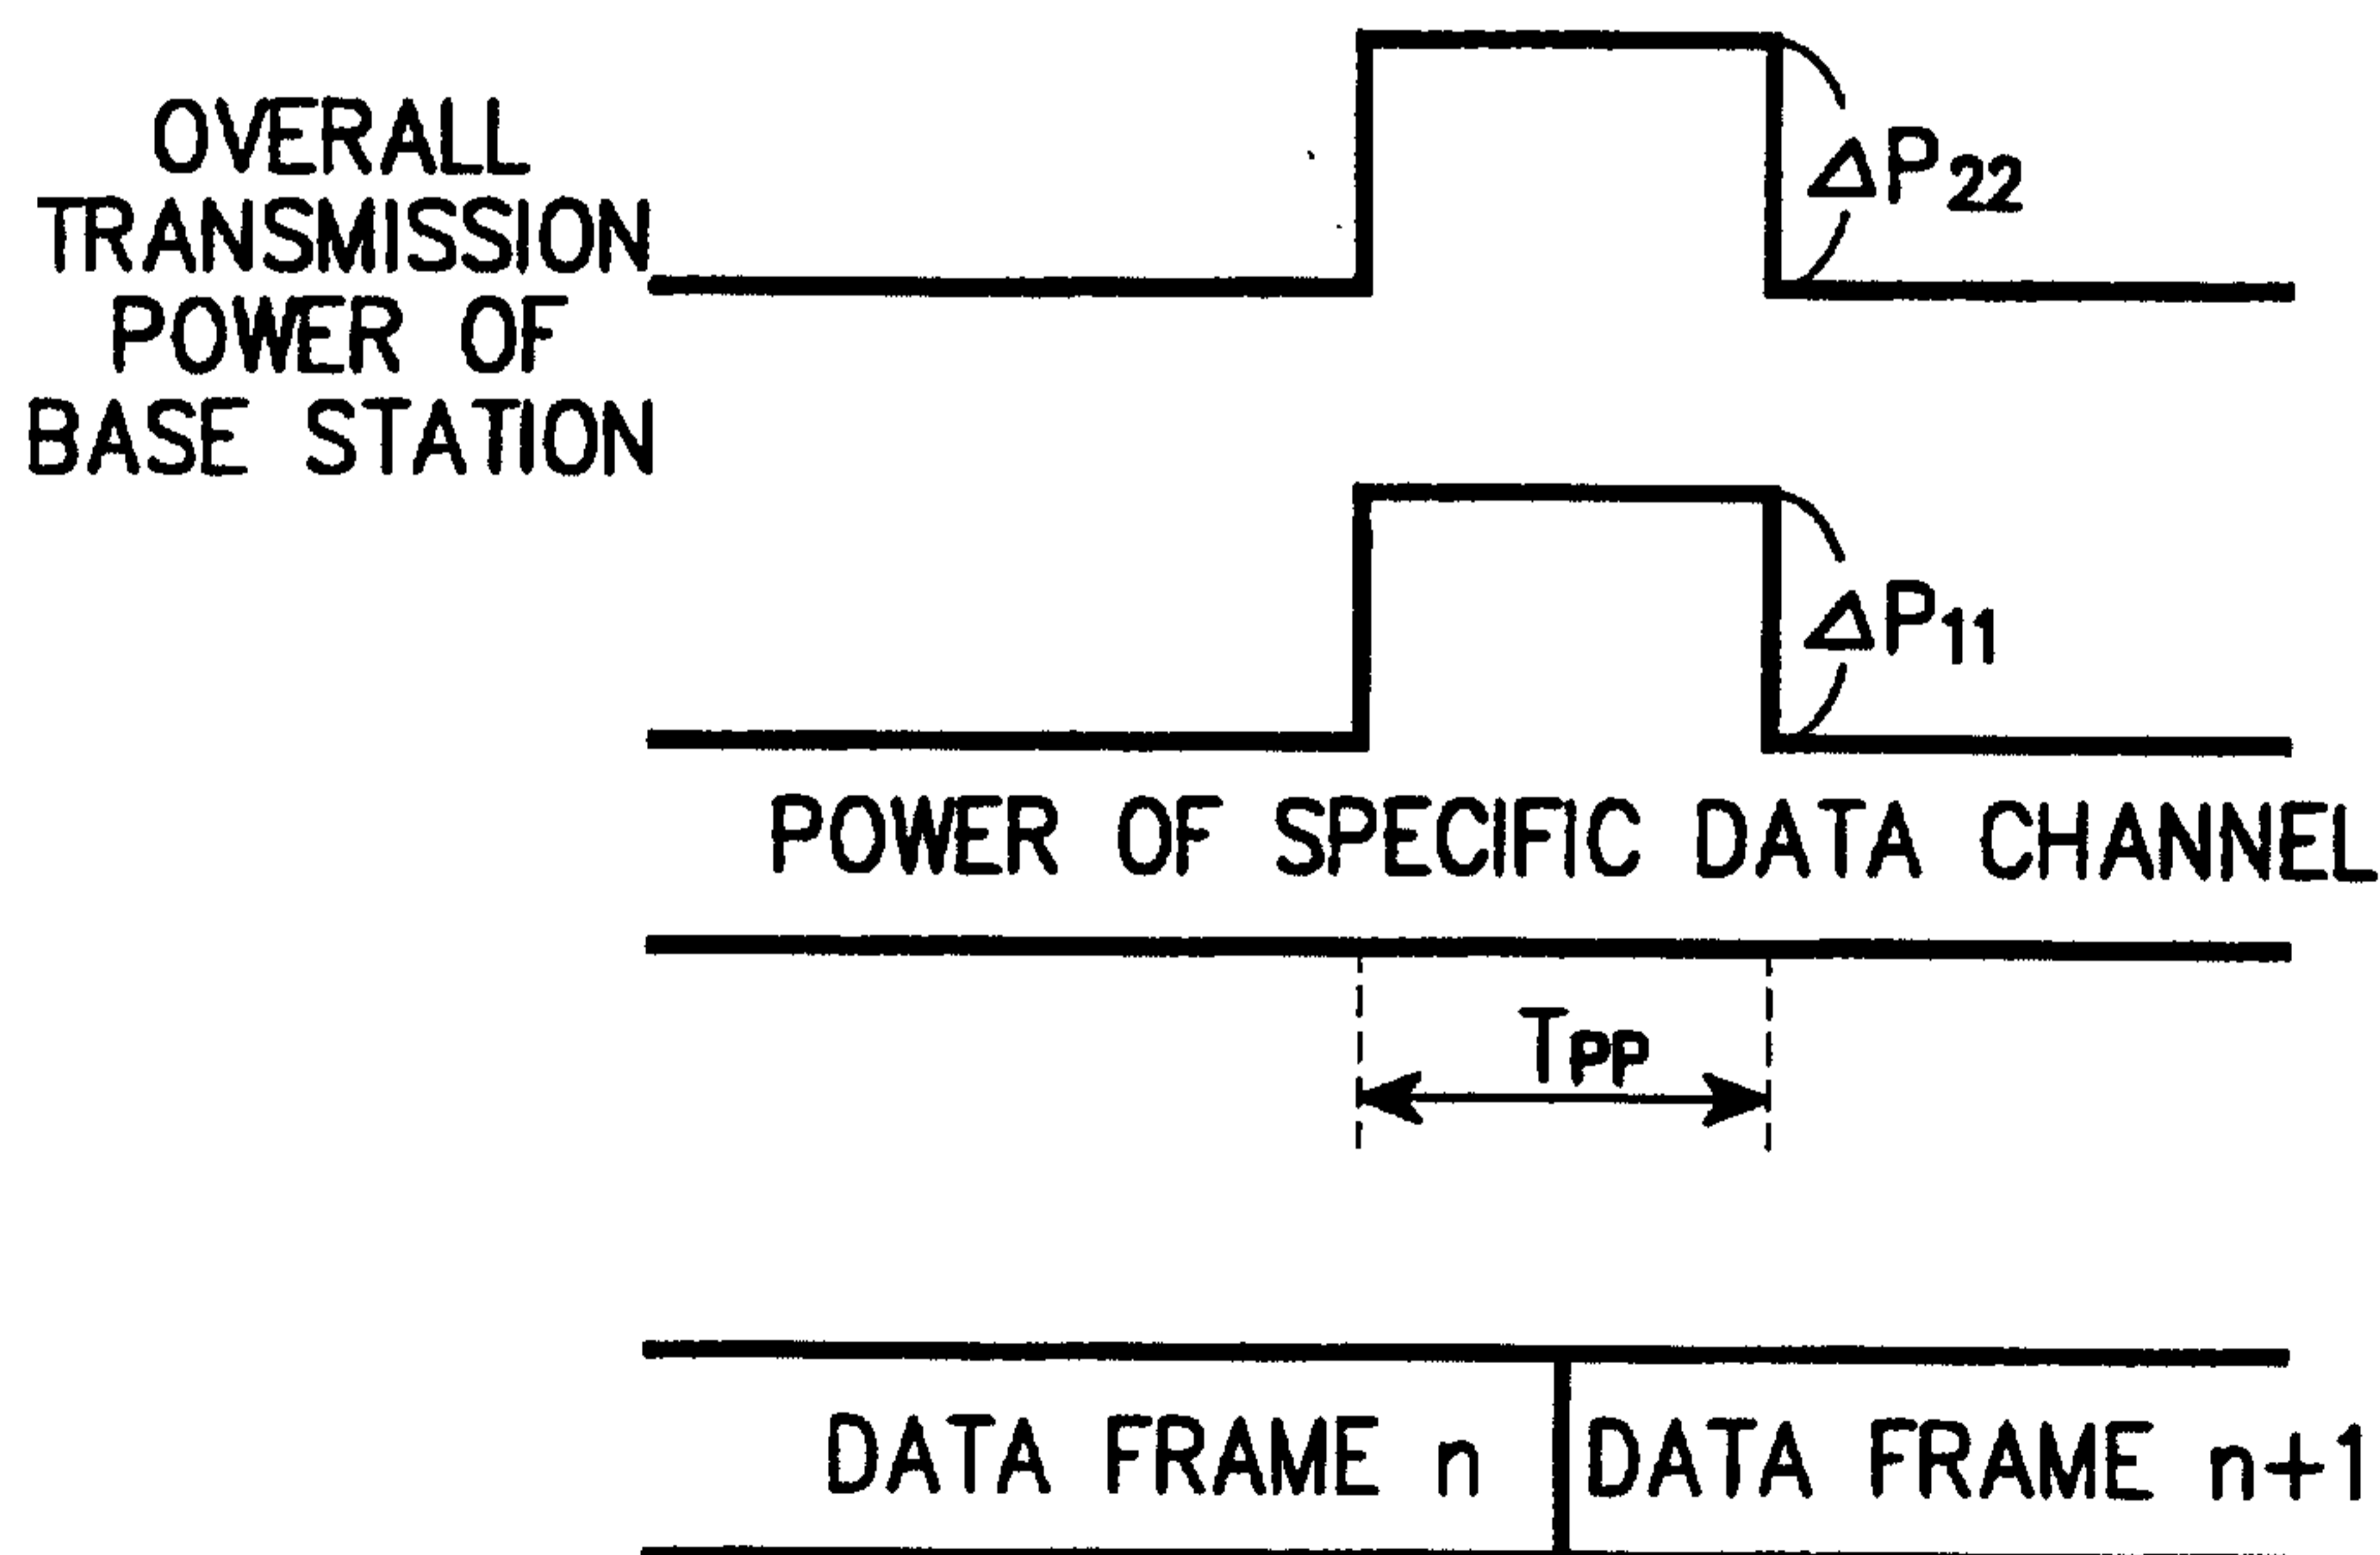 OVERALL
TRANSMISSION
POWER OF
BASE STATION
ΔP22
ΔP11
POWER OF SPECIFIC DATA CHANNEL
TPP
DATA FRAME n
DATA FRAME n+1